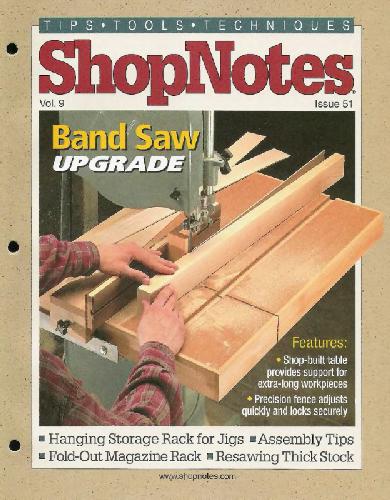 TIPS • TOOLS • TECHNIQUES
ShopNotes®
Vol. 9 Issue 51
Band Saw
UPGRADE
Features:
• Shop-built table
provides support for
extra-long workpieces
• Precision fence adjusts
quickly and locks securely
■ Hanging Storage Rack for Jigs ■ Assembly Tips
■ Fold-Out Magazine Rack ■ Resawing Thick Stock
www.shopnotes.com